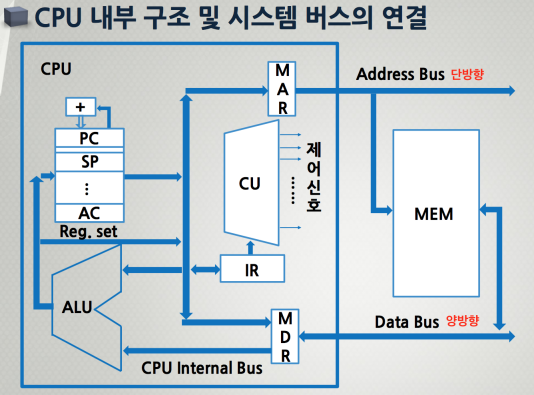 CPU 내부 구조 및 시스템 버스의 연결
CPU
M
A
R
Address Bus 단방향
+
PC
SP
⋮
AC
Reg. set
CU
제
어
신
호
⋮
MEM
IR
ALU
M
D
R
Data Bus 양방향
CPU Internal Bus